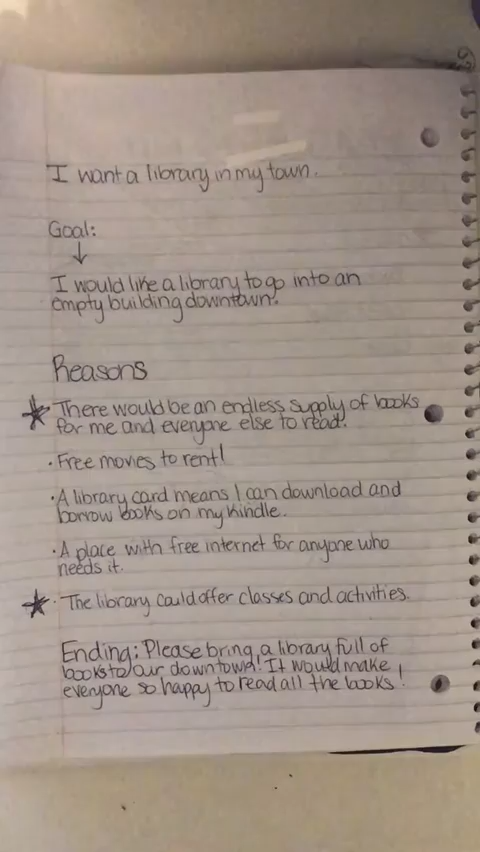 I want a library in my town.
Goal:
↓
I would like a library to go into an
empty building downtown.
Reasons
★ There would be an endless supply of books
for me and everyone else to read.
· Free movies to rent!
· A library card means I can download and
borrow books on my kindle.
· A place with free internet for anyone who
needs it.
★ · The library could offer classes and activities.
Ending: Please bring a library full of
books to our downtown! It would make
everyone so happy to read all the books!